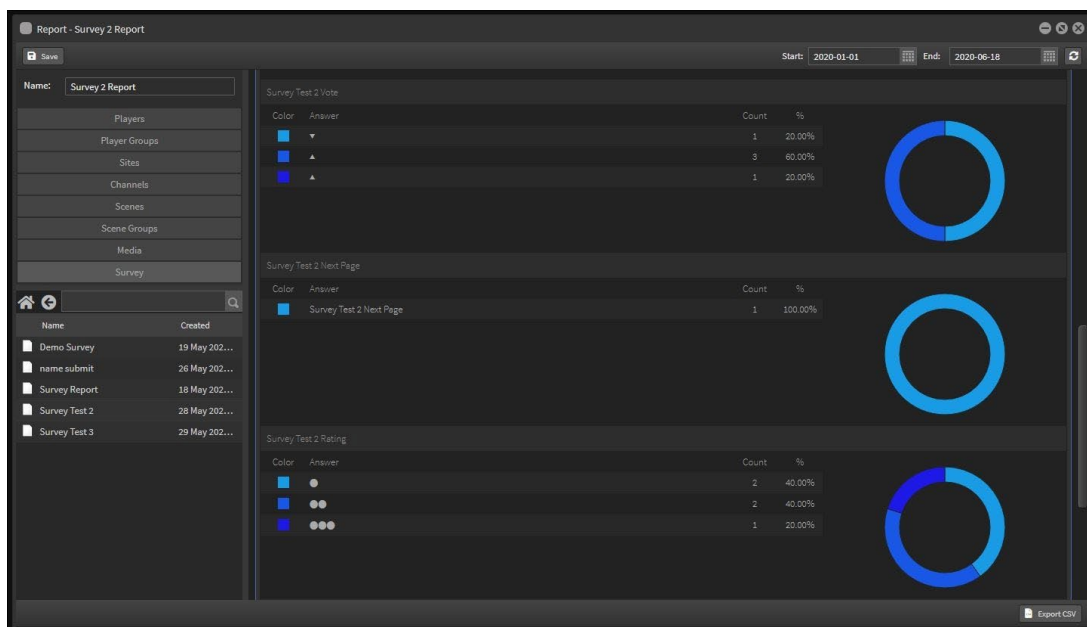 Report - Survey 2 Report
Save
Start: 2020-01-01 End: 2020-06-18
Name: Survey 2 Report
Players
Player Groups
Sites
Channels
Scenes
Scene Groups
Media
Survey
Name Created
Demo Survey 19 May 202...
name submit 26 May 202...
Survey Report 18 May 202...
Survey Test 2 28 May 202...
Survey Test 3 29 May 202...
Survey Test 2 Vote
Color Answer Count %
▼ 1 20.00%
▲ 3 60.00%
▲ 1 20.00%
Survey Test 2 Next Page
Color Answer Count %
Survey Test 2 Next Page 1 100.00%
Survey Test 2 Rating
Color Answer Count %
● 2 40.00%
●● 2 40.00%
●●● 1 20.00%
Export CSV